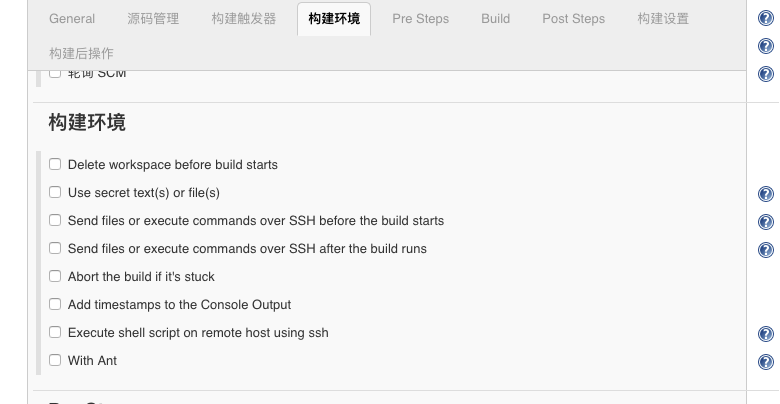 General 源码管理 构建触发器 构建环境 Pre Steps Build Post Steps 构建设置
构建后操作
轮询 SCM
构建环境
Delete workspace before build starts
Use secret text(s) or file(s)
Send files or execute commands over SSH before the build starts
Send files or execute commands over SSH after the build runs
Abort the build if it's stuck
Add timestamps to the Console Output
Execute shell script on remote host using ssh
With Ant